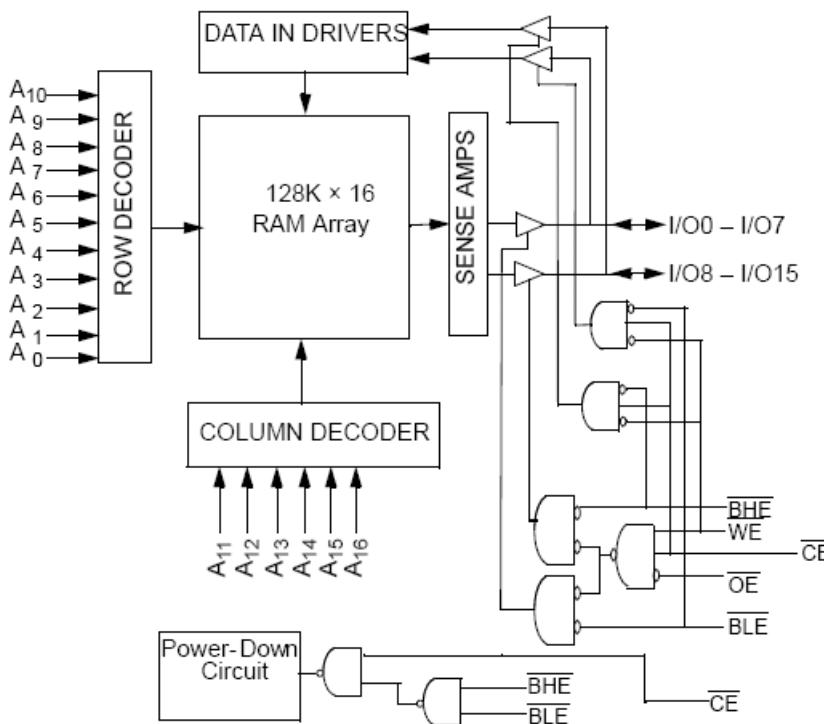 DATA IN DRIVERS
A10
A9
A8
A7
A6
A5
A4
A3
A2
A1
A0
ROW DECODER
128K × 16
RAM Array
SENSE AMPS
I/O0 – I/O7
I/O8 – I/O15
COLUMN DECODER
A11
A12
A13
A14
A15
A16
BHE
WE
CE
OE
BLE
Power-Down
Circuit
BHE
BLE
CE